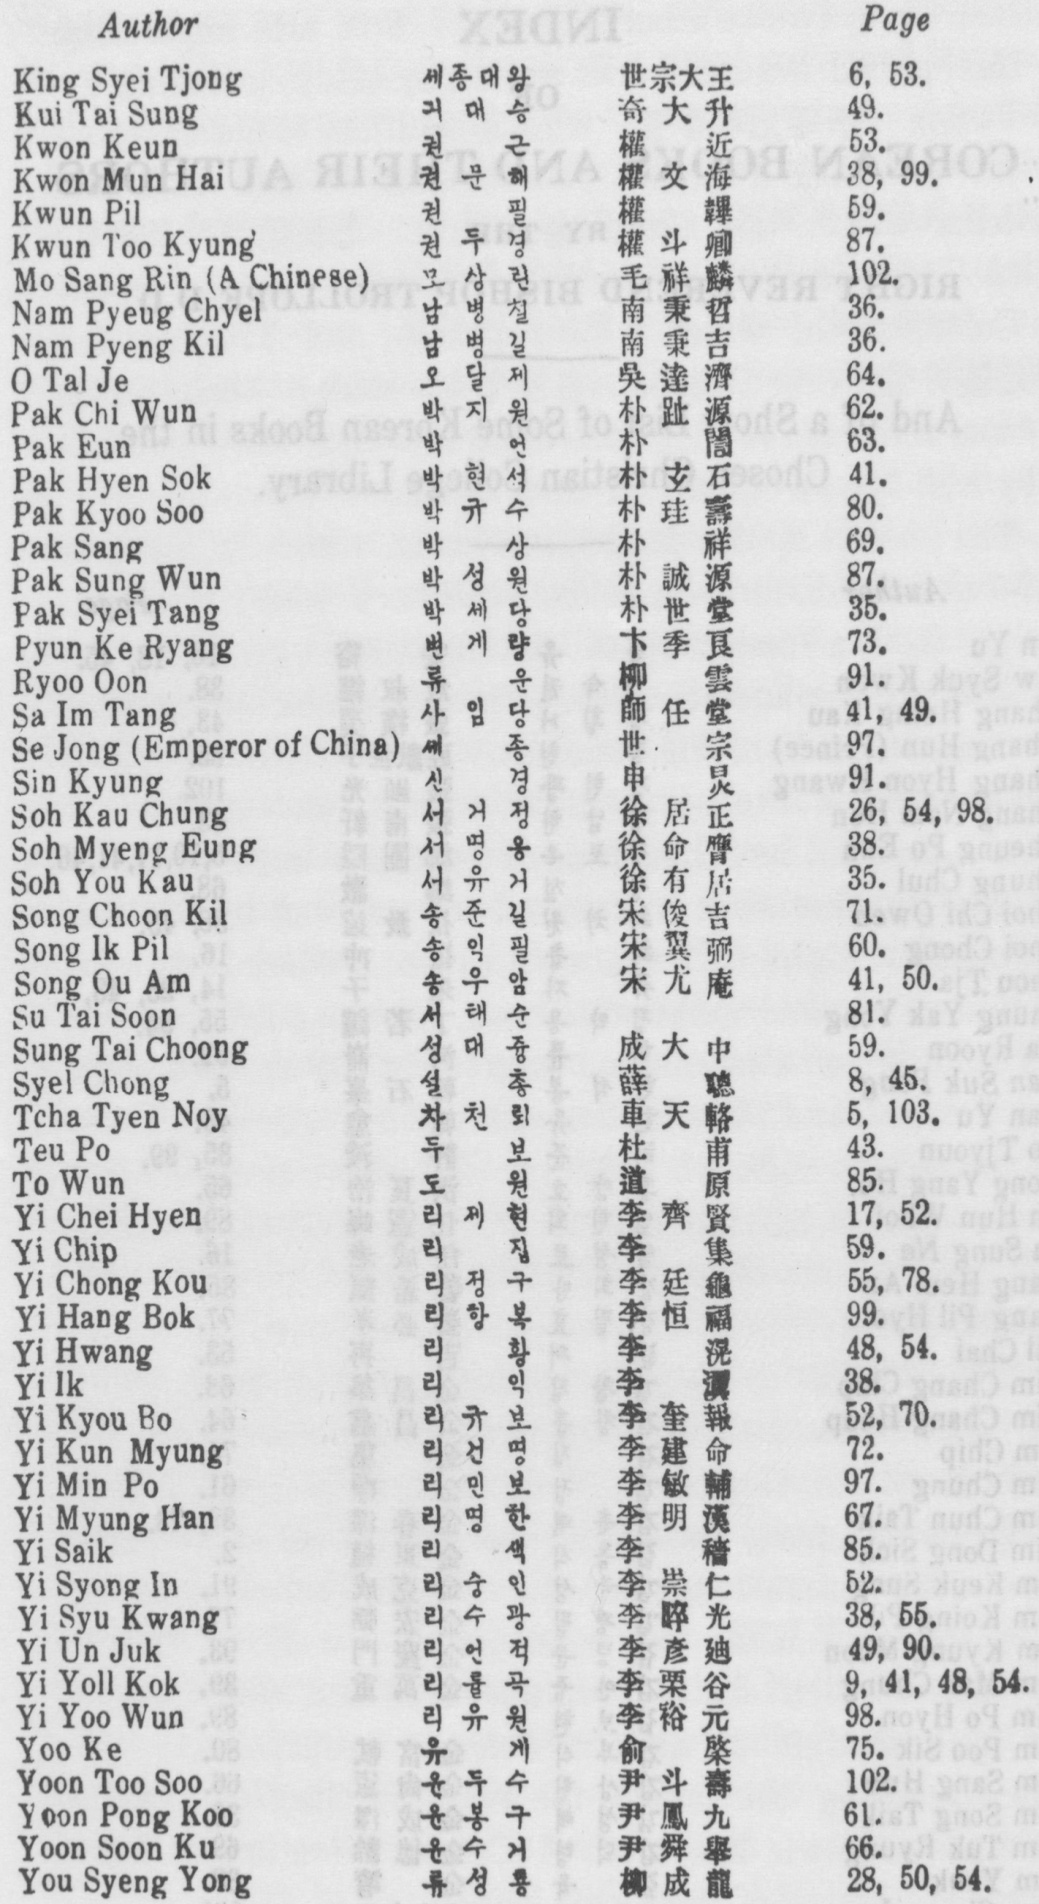 Author Page
King Syei Tjong 세종대왕 世宗大王 6, 53.
Kui Tai Sung 긔대승 奇大升 49.
Kwon Keun 권근 權近 53.
Kwon Mun Hai 권문해 權文海 38, 99.
Kwun Pil 권필 權韠 59.
Kwun Too Kyung 권두경 權斗卿 87.
Mo Sang Rin (A Chinese) 모상린 毛祥麟 102.
Nam Pyeug Chyel 남병철 南秉哲 36.
Nam Pyeng Kil 남병길 南秉吉 36.
O Tal Je 오달제 吳達濟 64.
Pak Chi Wun 박지원 朴趾源 62.
Pak Eun 박언 朴誾 63.
Pak Hyen Sok 박현석 朴玄石 41.
Pak Kyoo Soo 박규수 朴珪壽 80.
Pak Sang 박상 朴祥 69.
Pak Sung Wun 박성원 朴誠源 87.
Pak Syei Tang 박세당 朴世堂 35.
Pyun Ke Ryang 변계량 卞季良 73.
Ryoo Oon 류운 柳雲 91.
Sa Im Tang 사임당 師任堂 41, 49.
Se Jong (Emperor of China) 세종 世宗 97.
Sin Kyung 신경 申炅 91.
Soh Kau Chung 서거정 徐居正 26, 54, 98.
Soh Myeng Eung 서명응 徐命膺 38.
Soh You Kau 서유거 徐有居 35.
Song Choon Kil 송준길 宋俊吉 71.
Song Ik Pil 송익필 宋翼弼 60.
Song Ou Am 송우암 宋尤庵 41, 50.
Su Tai Soon 서태순 81.
Sung Tai Choong 성대중 成大中 59.
Syel Chong 설총 薛聰 8, 45.
Tcha Tyen Noy 차천뢰 車天輅 5, 103.
Teu Po 두보 杜甫 43.
To Wun 도원 道原 85.
Yi Chei Hyen 리제현 李齊賢 17, 52.
Yi Chip 리집 李集 59.
Yi Chong Kou 리정구 李廷龜 55, 78.
Yi Hang Bok 리항복 李恒福 99.
Yi Hwang 리황 李滉 48, 54.
Yi Ik 리익 李瀷 38.
Yi Kyou Bo 리규보 李奎報 52, 70.
Yi Kun Myung 리건명 李建命 72.
Yi Min Po 리민보 李敏輔 97.
Yi Myung Han 리명한 李明漢 67.
Yi Saik 리색 李穡 85.
Yi Syong In 리숭인 李崇仁 52.
Yi Syu Kwang 리수광 李睟光 38, 55.
Yi Un Juk 리언적 李彥迪 49, 90.
Yi Yoll Kok 리률곡 李栗谷 9, 41, 48, 54.
Yi Yoo Wun 리유원 李裕元 98.
Yoo Ke 유계 兪棨 75.
Yoon Too Soo 윤두수 尹斗壽 102.
Yoon Pong Koo 윤봉구 尹鳳九 61.
Yoon Soon Ku 윤수거 尹舜擧 66.
You Syeng Yong 류성룡 柳成龍 28, 50, 54.